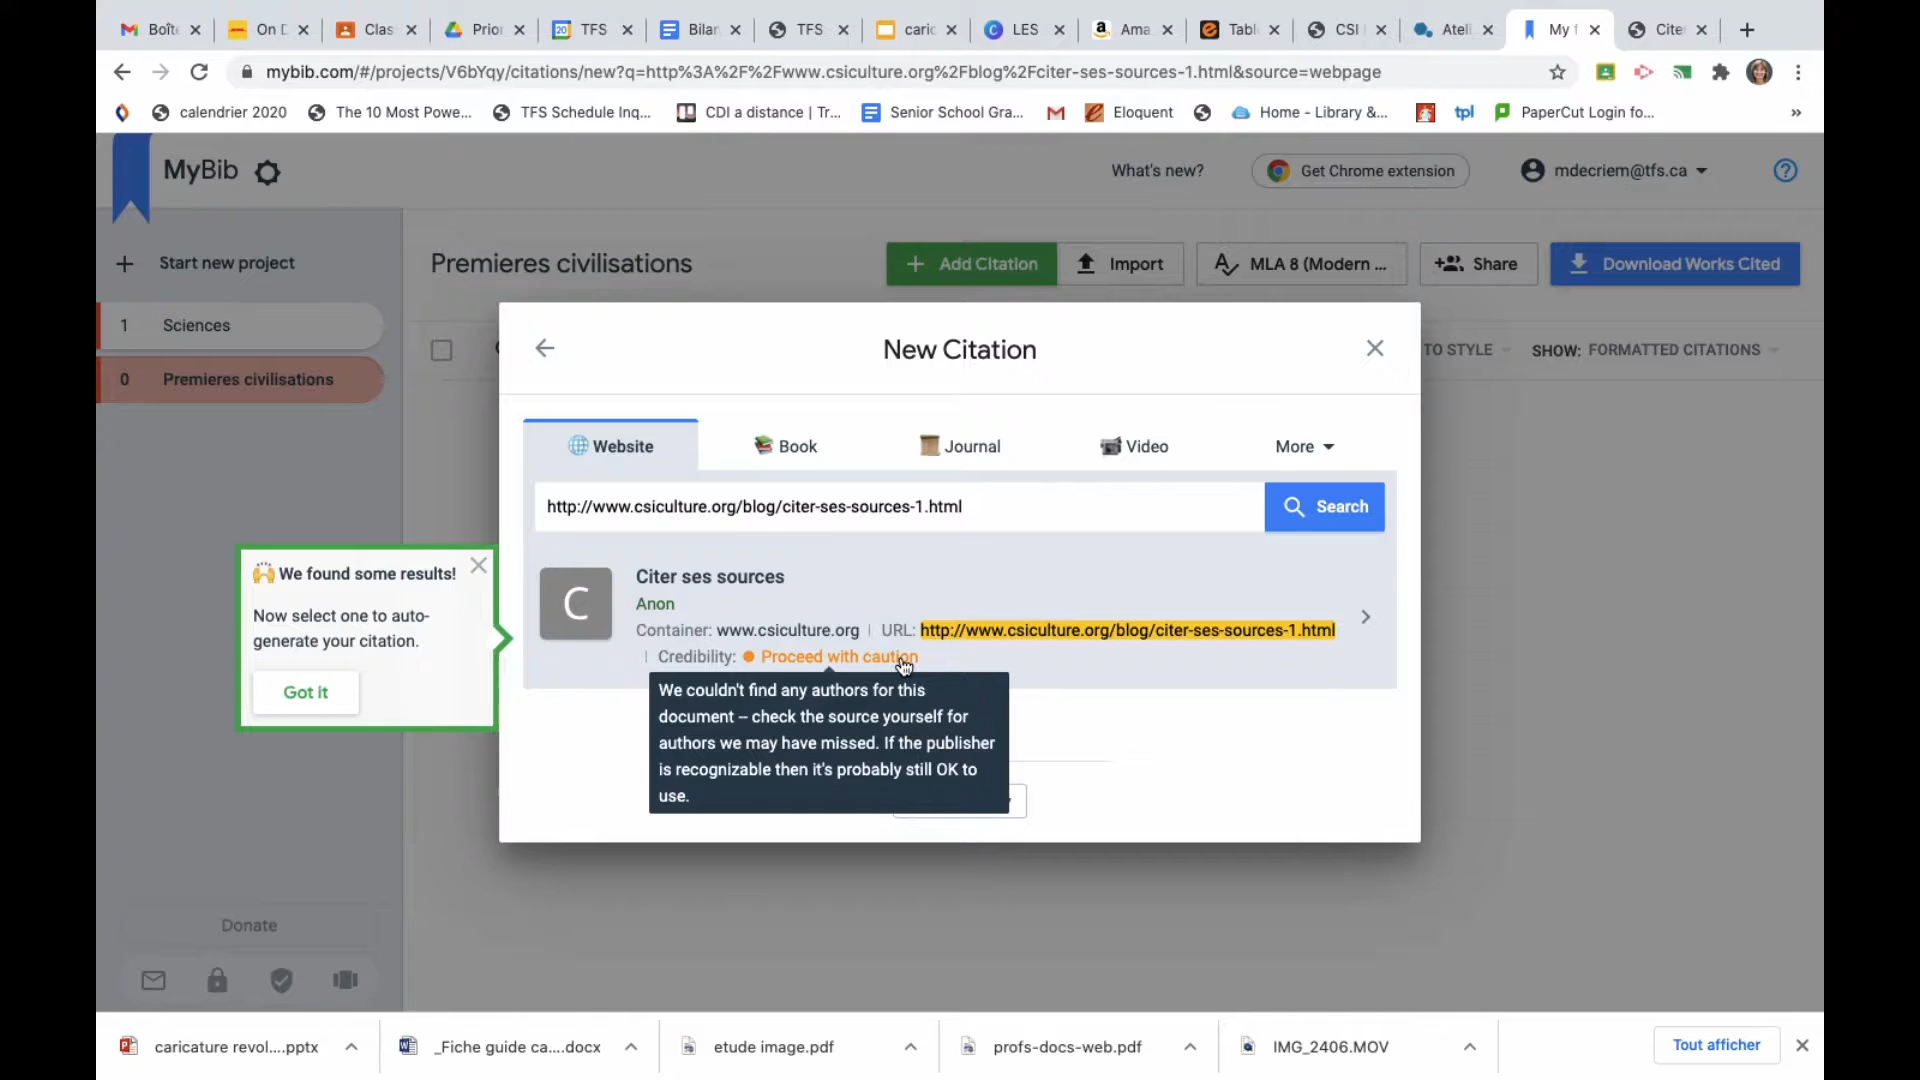 Boît
On D
Clas
Prior
TFS
Bilan
TFS -
caric
LES
Ama
Tabl
CSI
Ateli
My f
Cite
mybib.com/#/projects/V6bYqy/citations/new?q=http%3A%2F%2Fwww.csiculture.org%2Fblog%2Fciter-ses-sources-1.html&source=webpage
calendrier 2020
The 10 Most Powe...
TFS Schedule Inq...
CDI a distance | Tr...
Senior School Gra...
Eloquent
Home - Library &...
tpl
PaperCut Login fo...
»
MyBib
What's new?
Get Chrome extension
mdecriem@tfs.ca
Start new project
Premieres civilisations
Add Citation
Import
MLA 8 (Modern ...
Share
Download Works Cited
1 Sciences
0 Premieres civilisations
TO STYLE
SHOW: FORMATTED CITATIONS
New Citation
Website
Book
Journal
Video
More
http://www.csiculture.org/blog/citer-ses-sources-1.html
Search
C
Citer ses sources
Anon
Container: www.csiculture.org | URL: http://www.csiculture.org/blog/citer-ses-sources-1.html
| Credibility: Proceed with caution
We couldn't find any authors for this
document -- check the source yourself for
authors we may have missed. If the publisher
is recognizable then it's probably still OK to
use.
We found some results!
Now select one to auto-
generate your citation.
Got it
Donate
caricature revol....pptx
_Fiche guide ca....docx
etude image.pdf
profs-docs-web.pdf
IMG_2406.MOV
Tout afficher